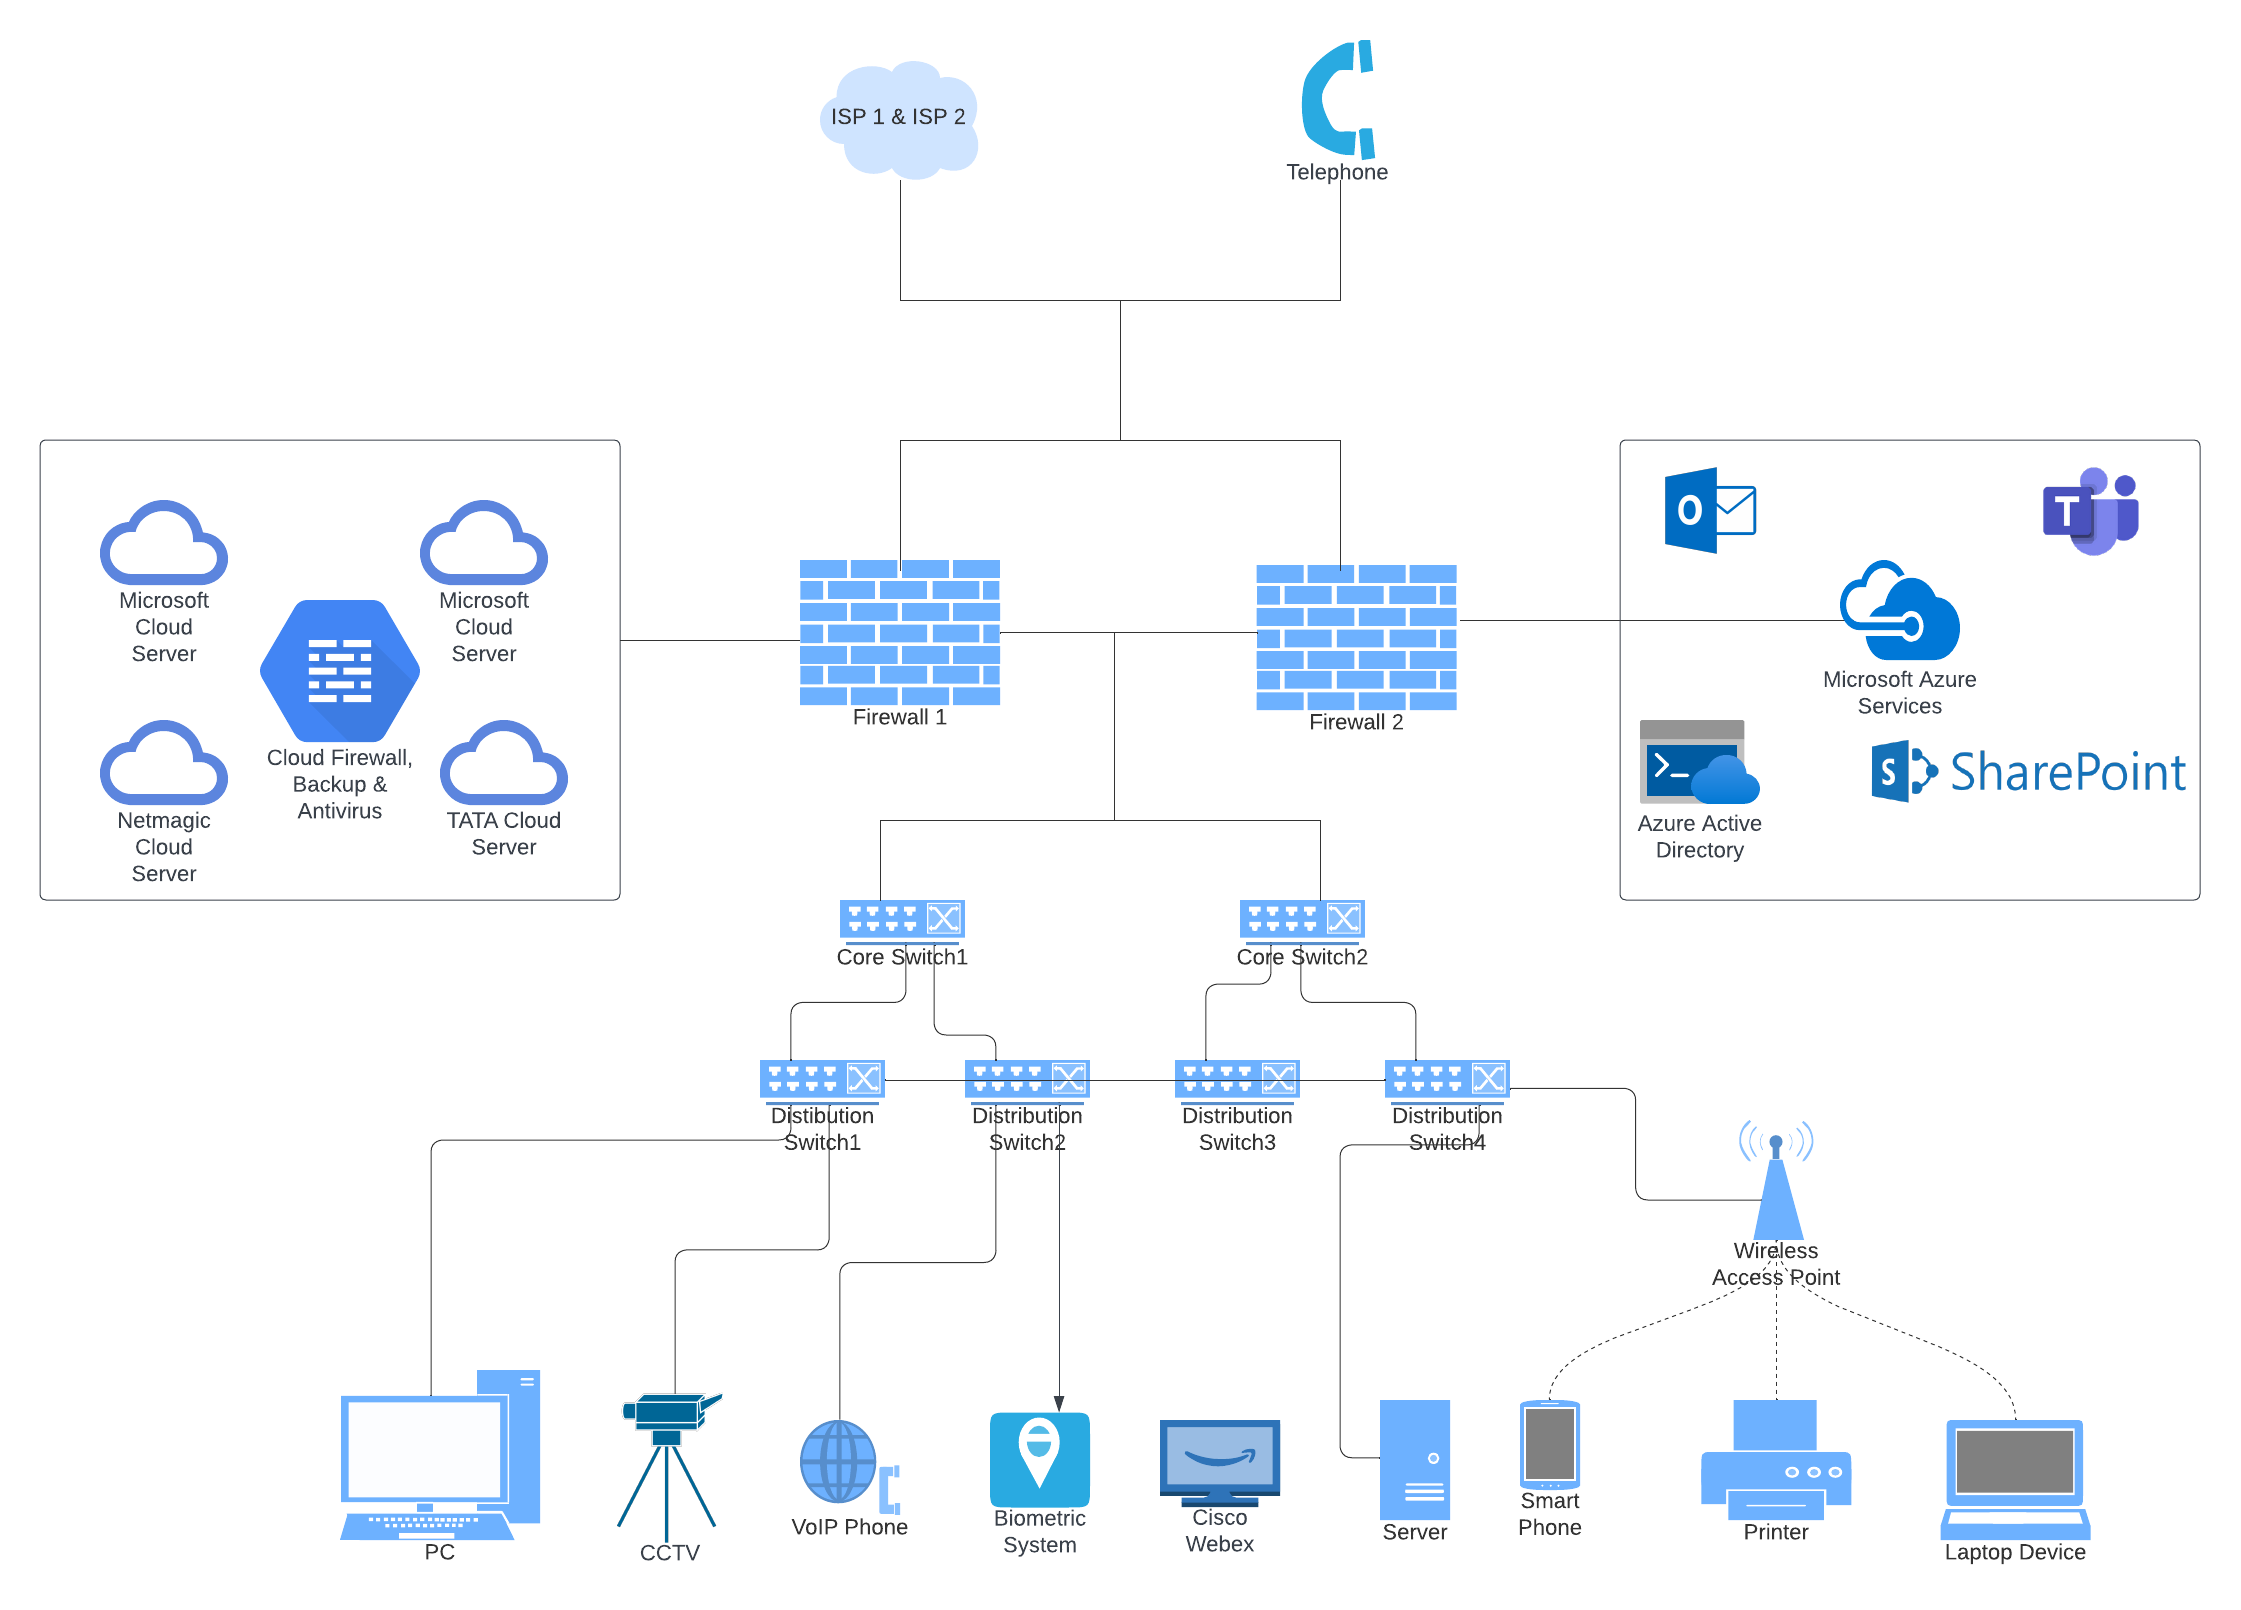 ISP 1 & ISP 2
Telephone
Microsoft
Cloud
Server
Microsoft
Cloud
Server
Cloud Firewall,
Backup &
Antivirus
Netmagic
Cloud
Server
TATA Cloud
Server
Firewall 1
Firewall 2
O
T
Microsoft Azure
Services
Azure Active
Directory
S
SharePoint
Core Switch1
Core Switch2
Distibution
Switch1
Distribution
Switch2
Distribution
Switch3
Distribution
Switch4
Wireless
Access Point
PC
CCTV
VoIP Phone
Biometric
System
Cisco
Webex
Server
Smart
Phone
Printer
Laptop Device